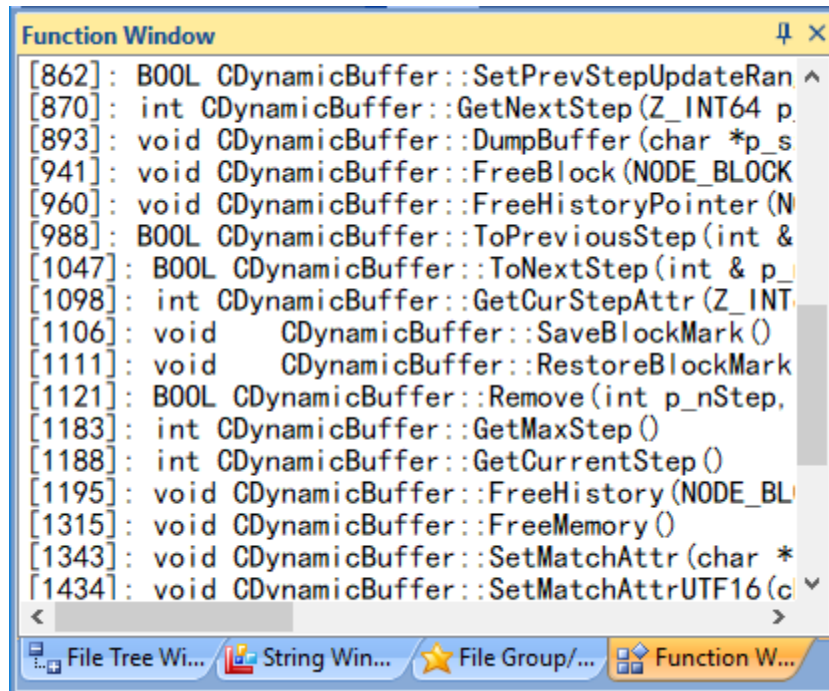 Function Window
[862]: BOOL CDynamicBuffer::SetPrevStepUpdateRan
[870]: int CDynamicBuffer::GetNextStep(Z_INT64 p_
[893]: void CDynamicBuffer::DumpBuffer(char *p_s
[941]: void CDynamicBuffer::FreeBlock(NODE_BLOCK
[960]: void CDynamicBuffer::FreeHistoryPointer(N
[988]: BOOL CDynamicBuffer::ToPreviousStep(int &
[1047]: BOOL CDynamicBuffer::ToNextStep(int & p_
[1098]: int CDynamicBuffer::GetCurStepAttr(Z_INT
[1106]: void    CDynamicBuffer::SaveBlockMark()
[1111]: void    CDynamicBuffer::RestoreBlockMark
[1121]: BOOL CDynamicBuffer::Remove(int p_nStep,
[1183]: int CDynamicBuffer::GetMaxStep()
[1188]: int CDynamicBuffer::GetCurrentStep()
[1195]: void CDynamicBuffer::FreeHistory(NODE_BL
[1315]: void CDynamicBuffer::FreeMemory()
[1343]: void CDynamicBuffer::SetMatchAttr(char *
[1434]: void CDynamicBuffer::SetMatchAttrUTF16(c
File Tree Wi... String Win... File Group/... Function W...